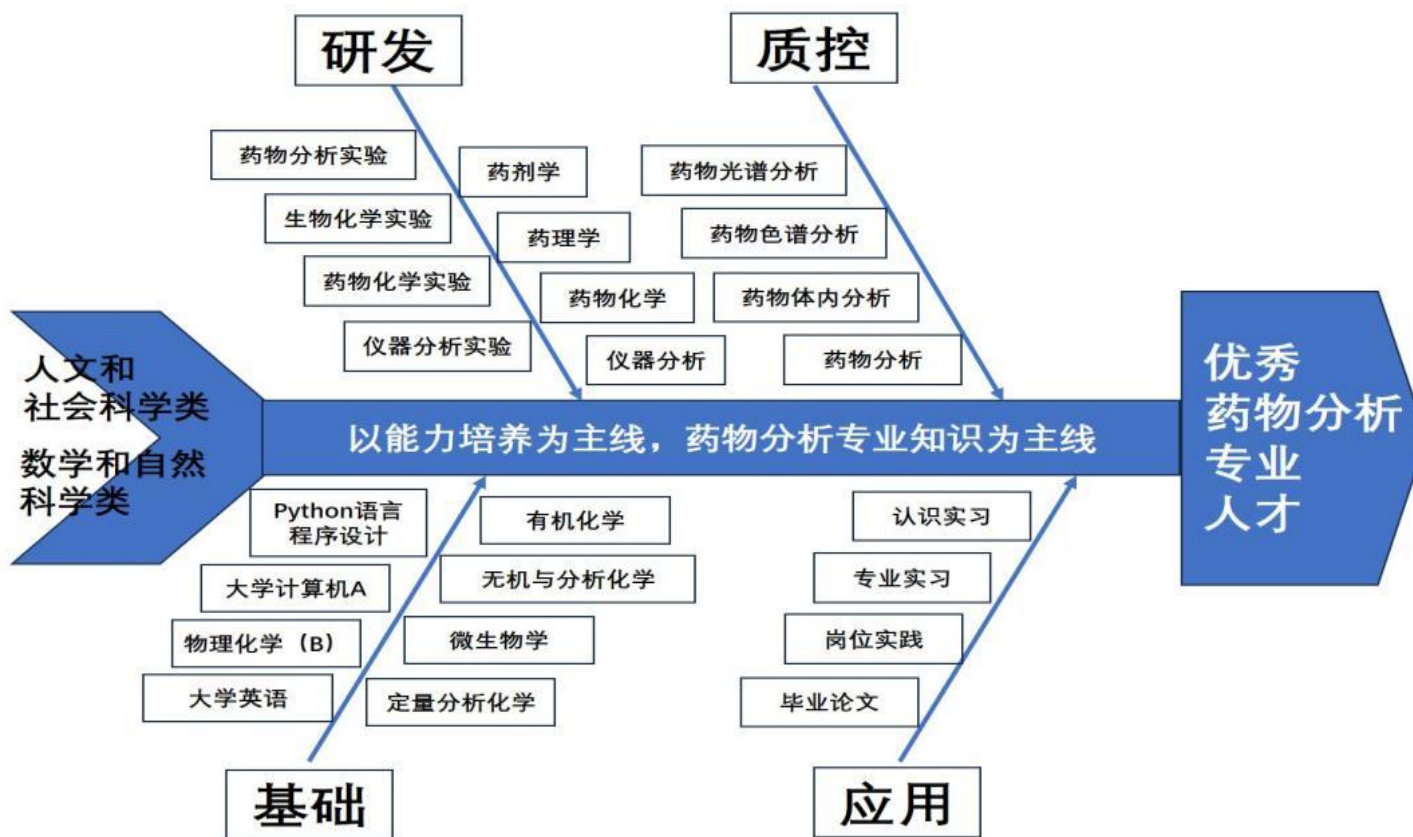 研发
质控
药物分析实验
生物化学实验
药物化学实验
仪器分析实验
药剂学
药理学
药物化学
仪器分析
药物光谱分析
药物色谱分析
药物体内分析
药物分析
人文和
社会科学类
数学和自然
科学类
以能力培养为主线，药物分析专业知识为主线
优秀
药物分析
专业
人才
Python语言
程序设计
大学计算机A
物理化学（B）
大学英语
有机化学
无机与分析化学
微生物学
定量分析化学
认识实习
专业实习
岗位实践
毕业论文
基础
应用